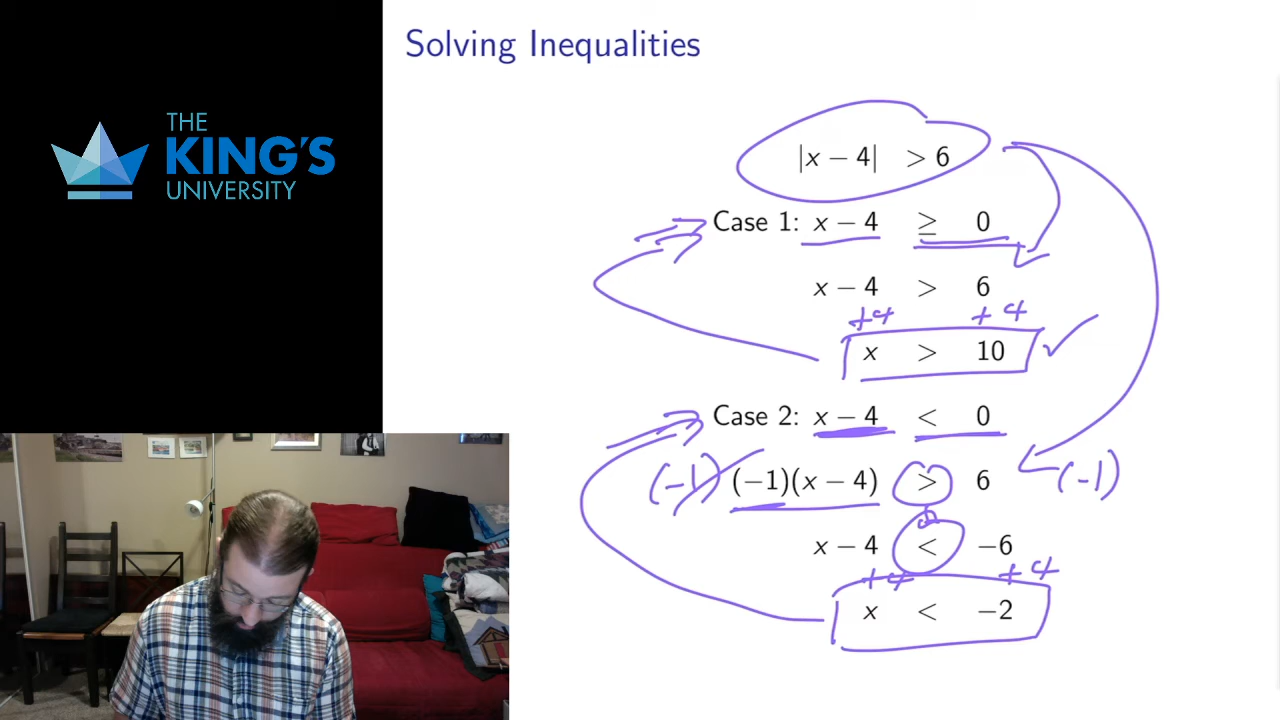 THE
KING'S
UNIVERSITY
Solving Inequalities
|x − 4| > 6
Case 1: x − 4 ≥ 0
x − 4 > 6
+4 +4
x > 10
Case 2: x − 4 < 0
(-1) (−1)(x − 4) > 6 (-1)
x − 4 < −6
+4 +4
x < −2